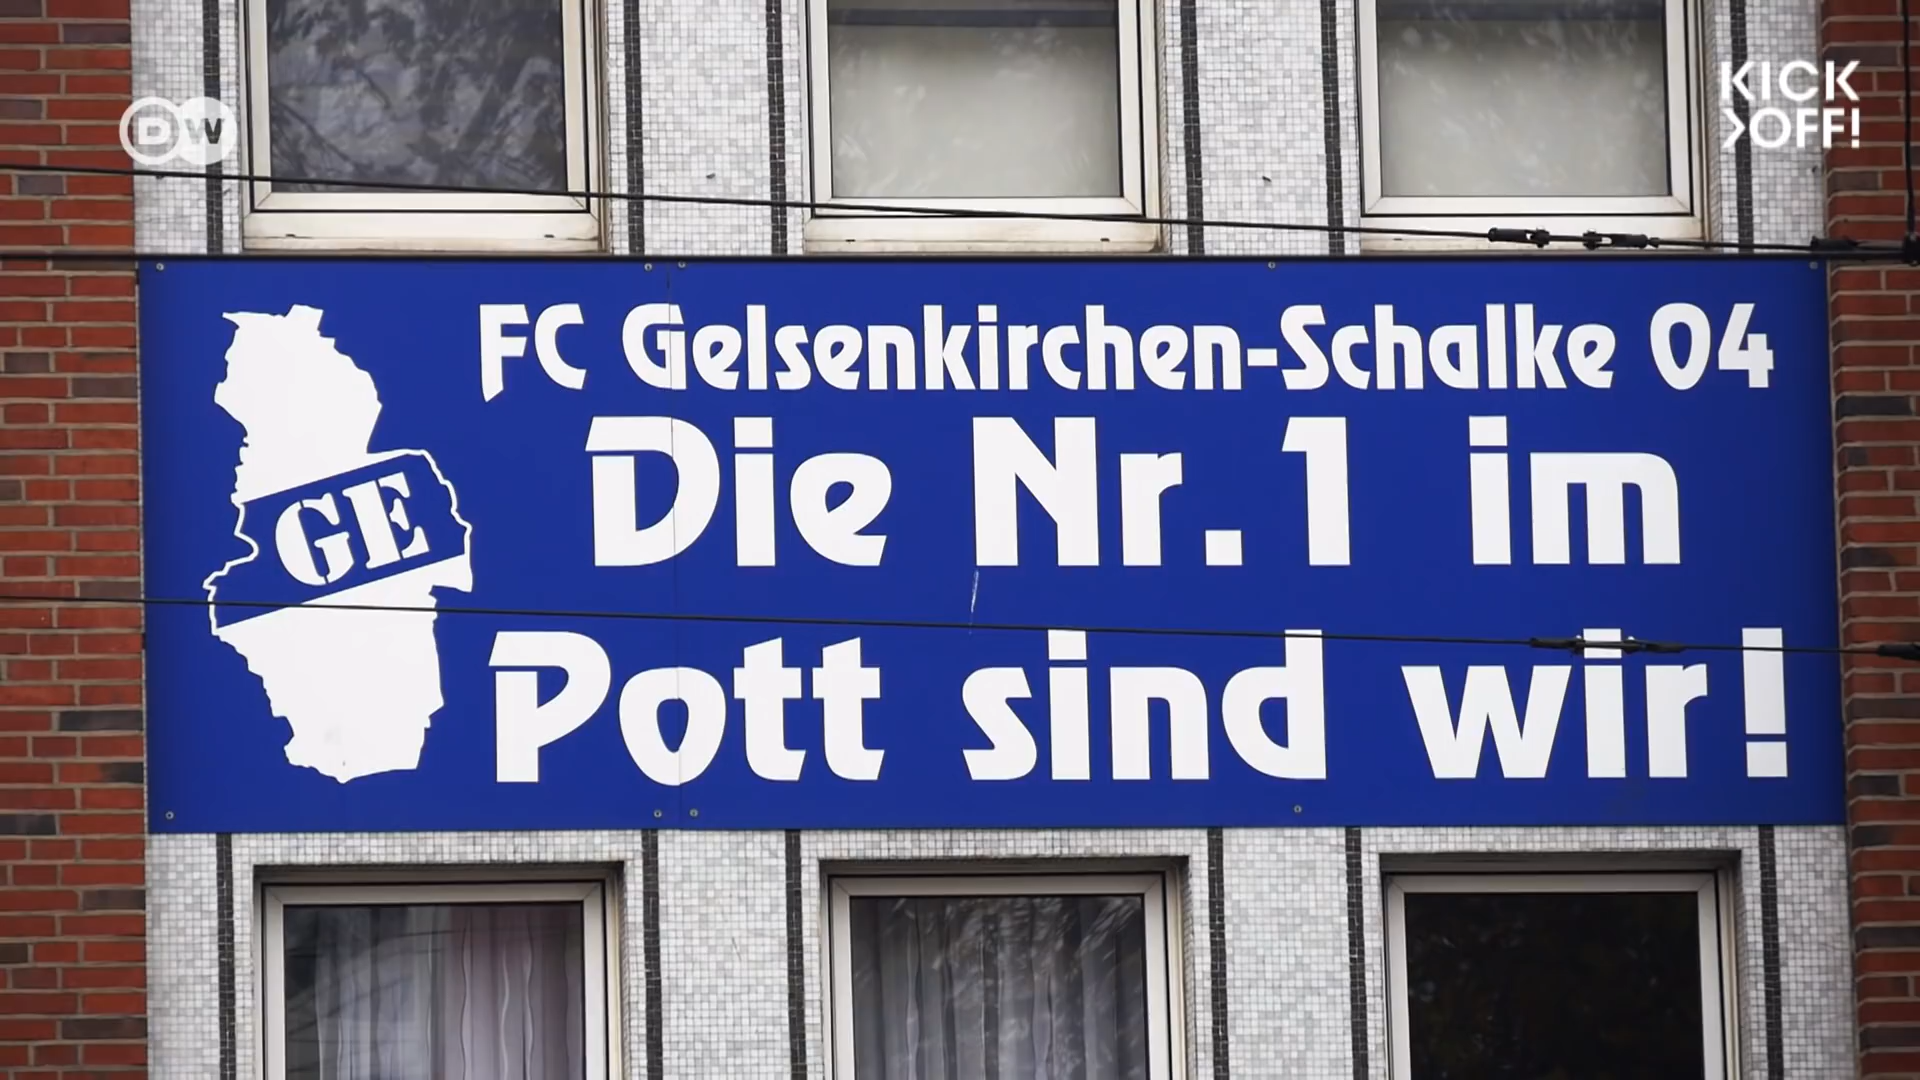 DW
KICK
OFF!
FC Gelsenkirchen-Schalke 04
Die Nr. 1 im
GE
Pott sind wir!